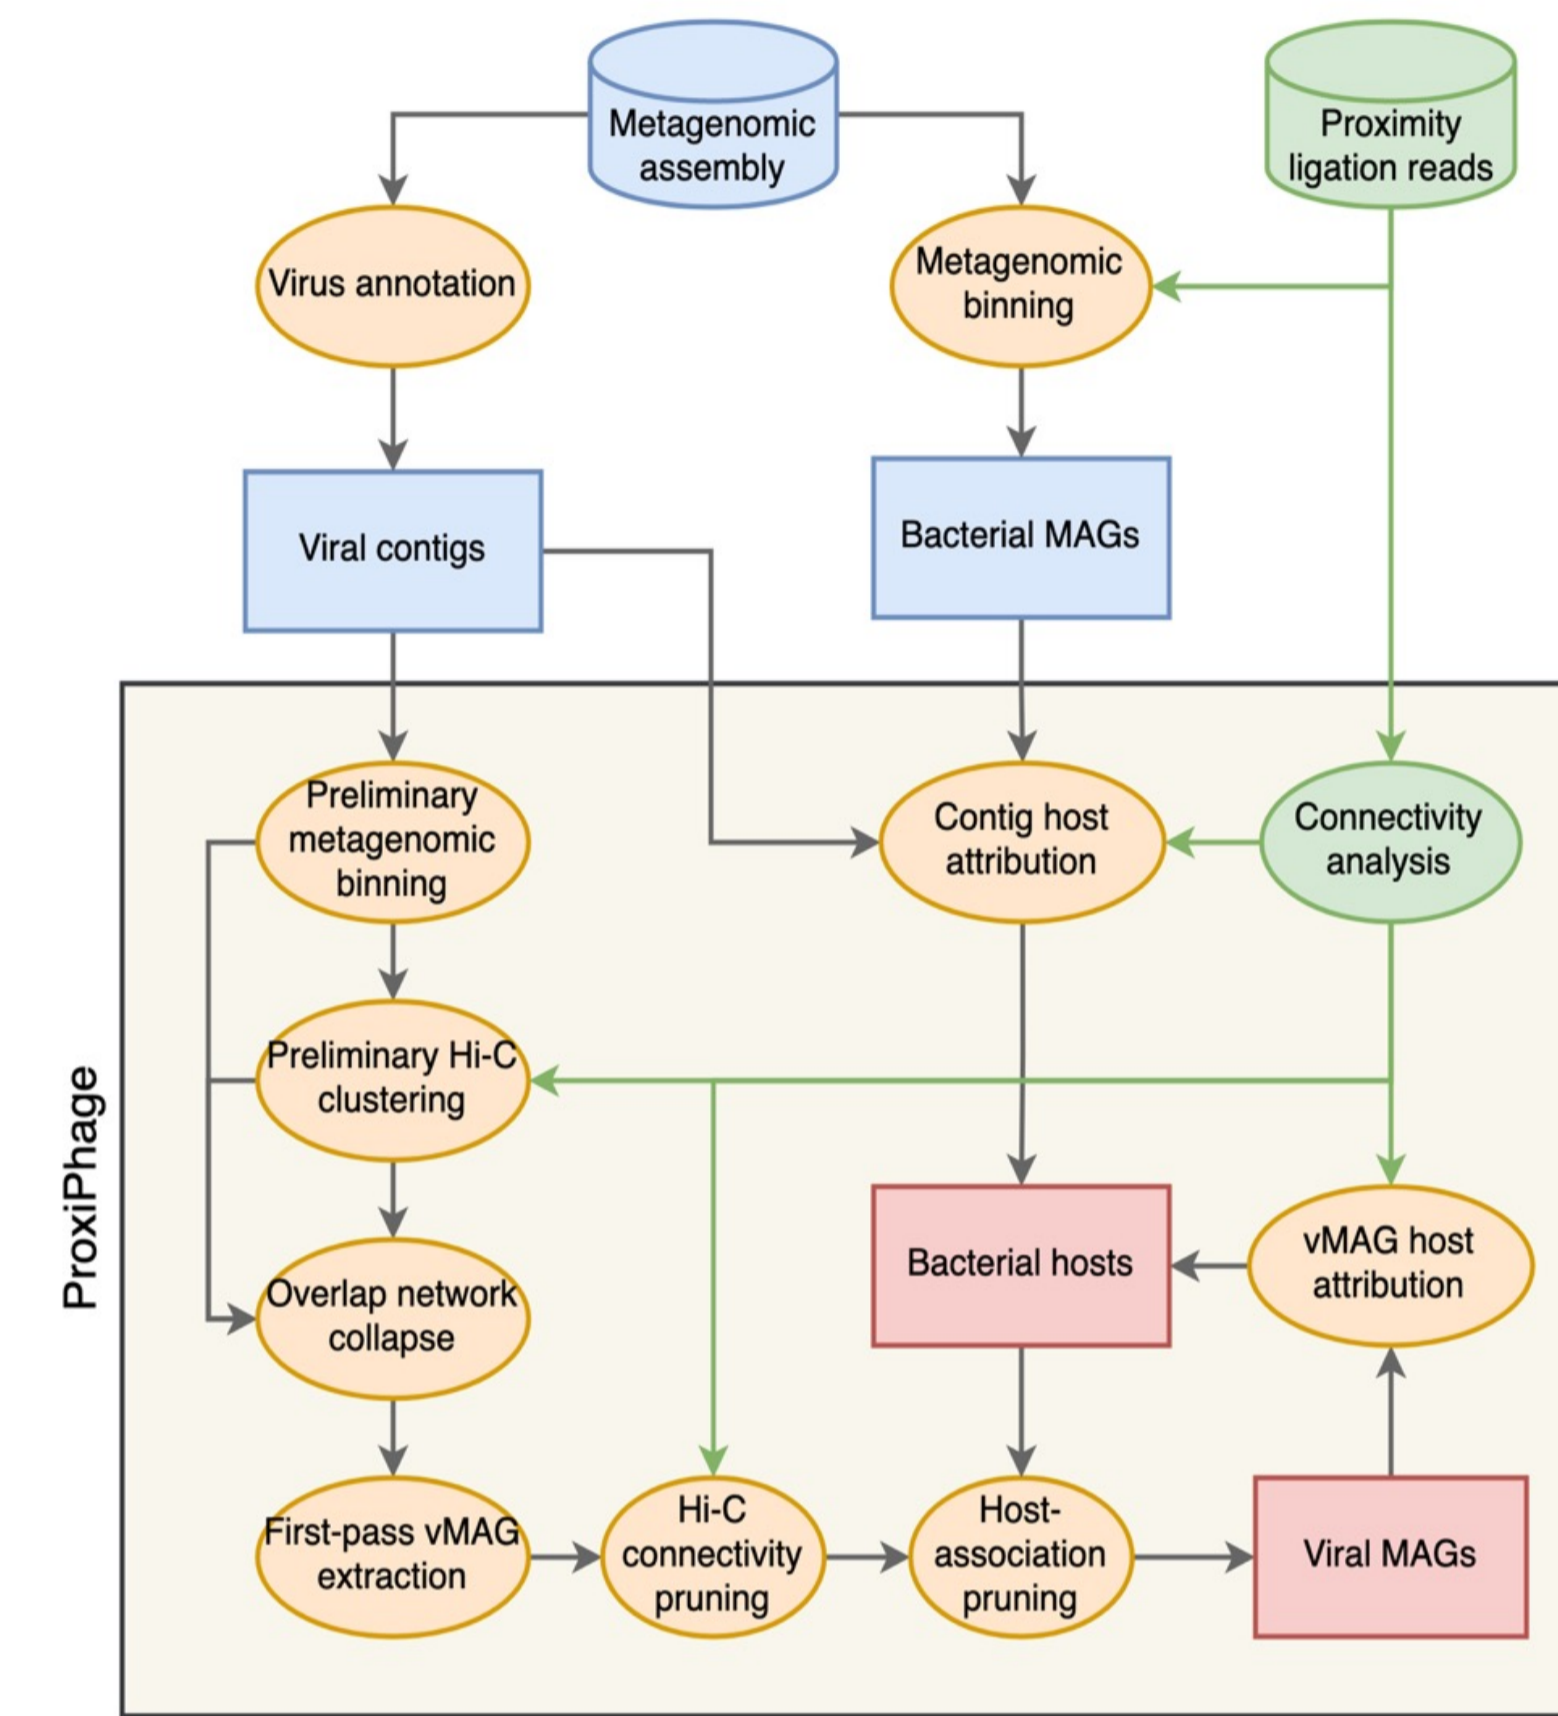 Metagenomic
assembly
Proximity
ligation reads
Virus annotation
Metagenomic
binning
Viral contigs
Bacterial MAGs
Preliminary
metagenomic
binning
Contig host
attribution
Connectivity
analysis
Preliminary Hi-C
clustering
ProxiPhage
Overlap network
collapse
Bacterial hosts
vMAG host
attribution
First-pass vMAG
extraction
Hi-C
connectivity
pruning
Host-
association
pruning
Viral MAGs